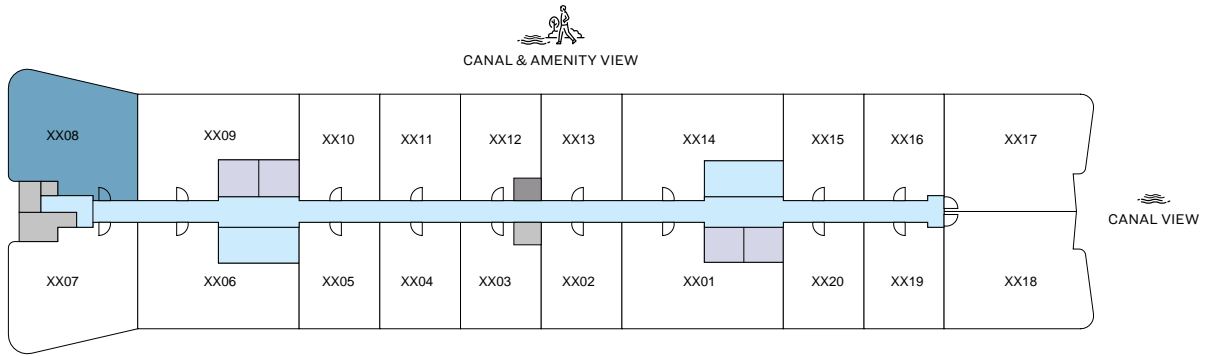 CANAL & AMENITY VIEW
XX08
XX09
XX10
XX11
XX12
XX13
XX14
XX15
XX16
XX17
CANAL VIEW
XX07
XX06
XX05
XX04
XX03
XX02
XX01
XX20
XX19
XX18